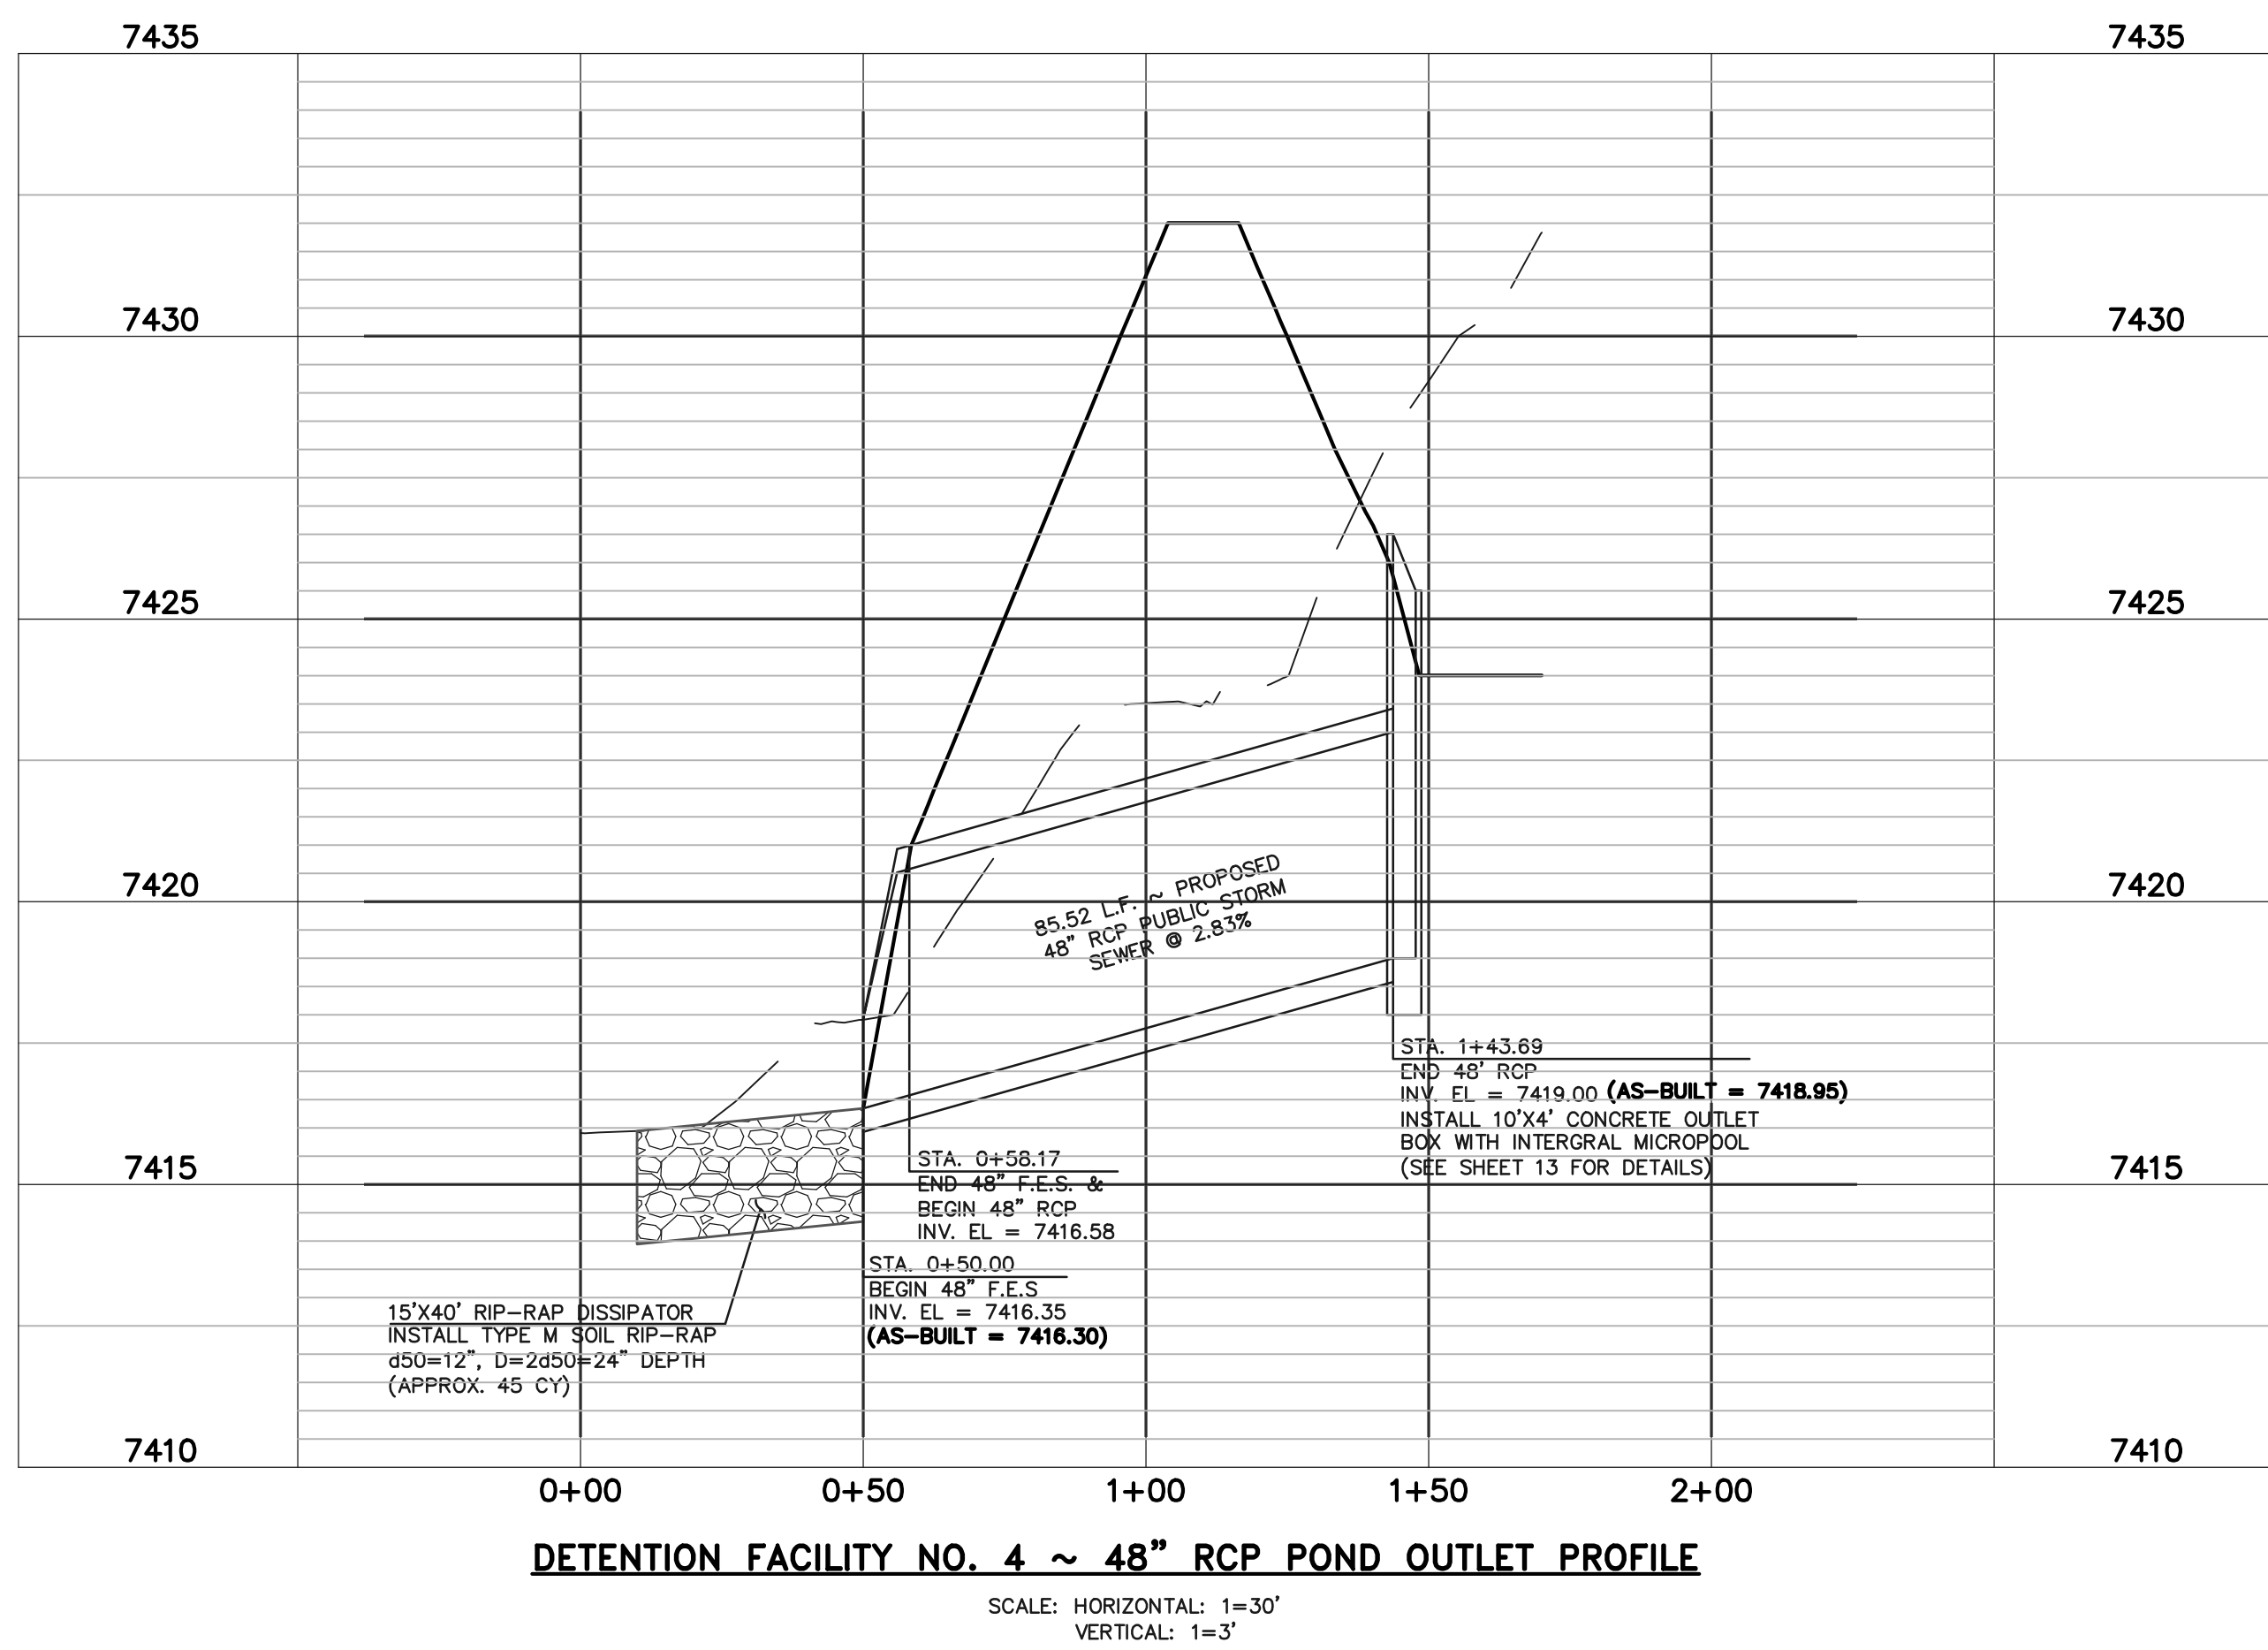 7435 7435
7430 7430
7425 7425
7420 7420
85.52 L.F. ~ PROPOSED
48” RCP PUBLIC STORM
SEWER @ 2.83%
STA. 1+43.69
END 48' RCP
INV. EL = 7419.00 (AS-BUILT = 7418.95)
INSTALL 10'X4' CONCRETE OUTLET
BOX WITH INTERGRAL MICROPOOL
(SEE SHEET 13 FOR DETAILS)
7415 7415
STA. 0+58.17
END 48” F.E.S. &
BEGIN 48” RCP
INV. EL = 7416.58
STA. 0+50.00
BEGIN 48” F.E.S
INV. EL = 7416.35
(AS-BUILT = 7416.30)
15'X40' RIP-RAP DISSIPATOR
INSTALL TYPE M SOIL RIP-RAP
d50=12”, D=2d50=24” DEPTH
(APPROX. 45 CY)
7410 7410
0+00 0+50 1+00 1+50 2+00
DETENTION FACILITY NO. 4 ~ 48” RCP POND OUTLET PROFILE
SCALE: HORIZONTAL: 1=30'
VERTICAL: 1=3'